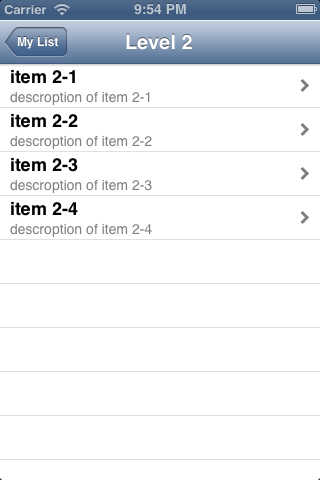 Carrier 9:54 PM
My List Level 2
item 2-1
descroption of item 2-1
item 2-2
descroption of item 2-2
item 2-3
descroption of item 2-3
item 2-4
descroption of item 2-4